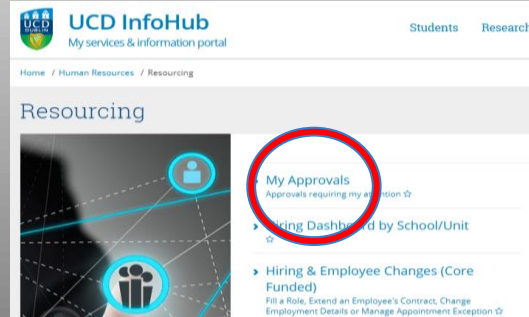 UCD
DUBLIN
UCD InfoHub
My services & information portal
Students Research
Home / Human Resources / Resourcing
Resourcing
My Approvals
Approvals requiring my attention
Hiring Dashboard by School/Unit
Hiring & Employee Changes (Core
Funded)
Fill a Role, Extend an Employee's Contract, Change
Employment Details or Manage Appointment Exception